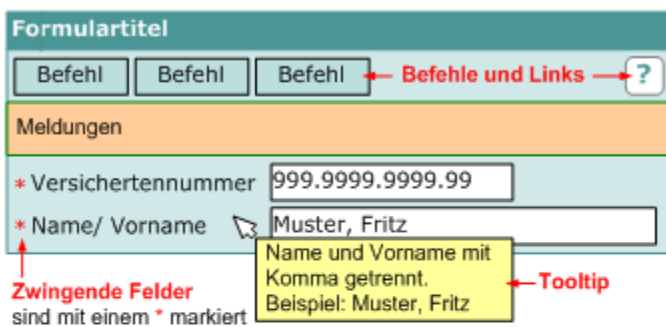 Formulartitel
Befehl Befehl Befehl Befehle und Links ?
Meldungen
* Versichertennummer 999.9999.9999.99
* Name/ Vorname Muster, Fritz
Name und Vorname mit
Komma getrennt.
Beispiel: Muster, Fritz
Tooltip
Zwingende Felder
sind mit einem * markiert